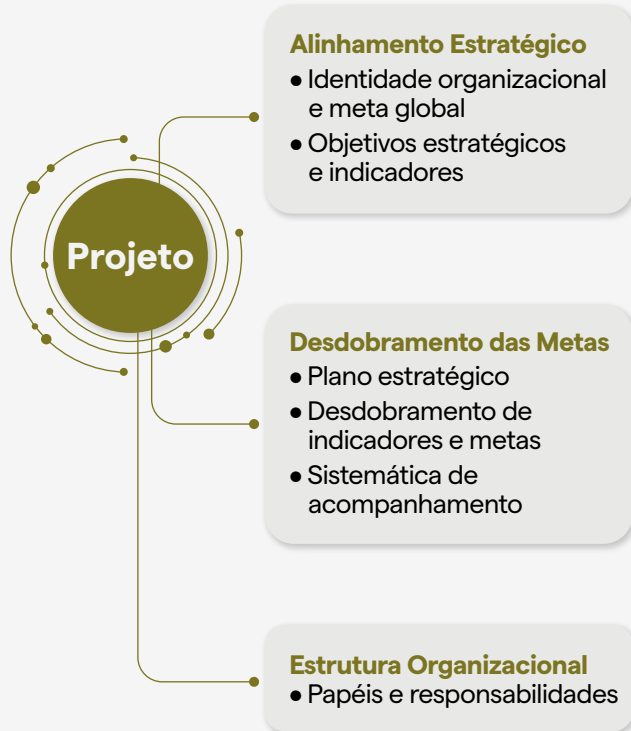 Projeto
Alinhamento Estratégico
• Identidade organizacional
e meta global
• Objetivos estratégicos
e indicadores
Desdobramento das Metas
• Plano estratégico
• Desdobramento de
indicadores e metas
• Sistemática de
acompanhamento
Estrutura Organizacional
• Papéis e responsabilidades